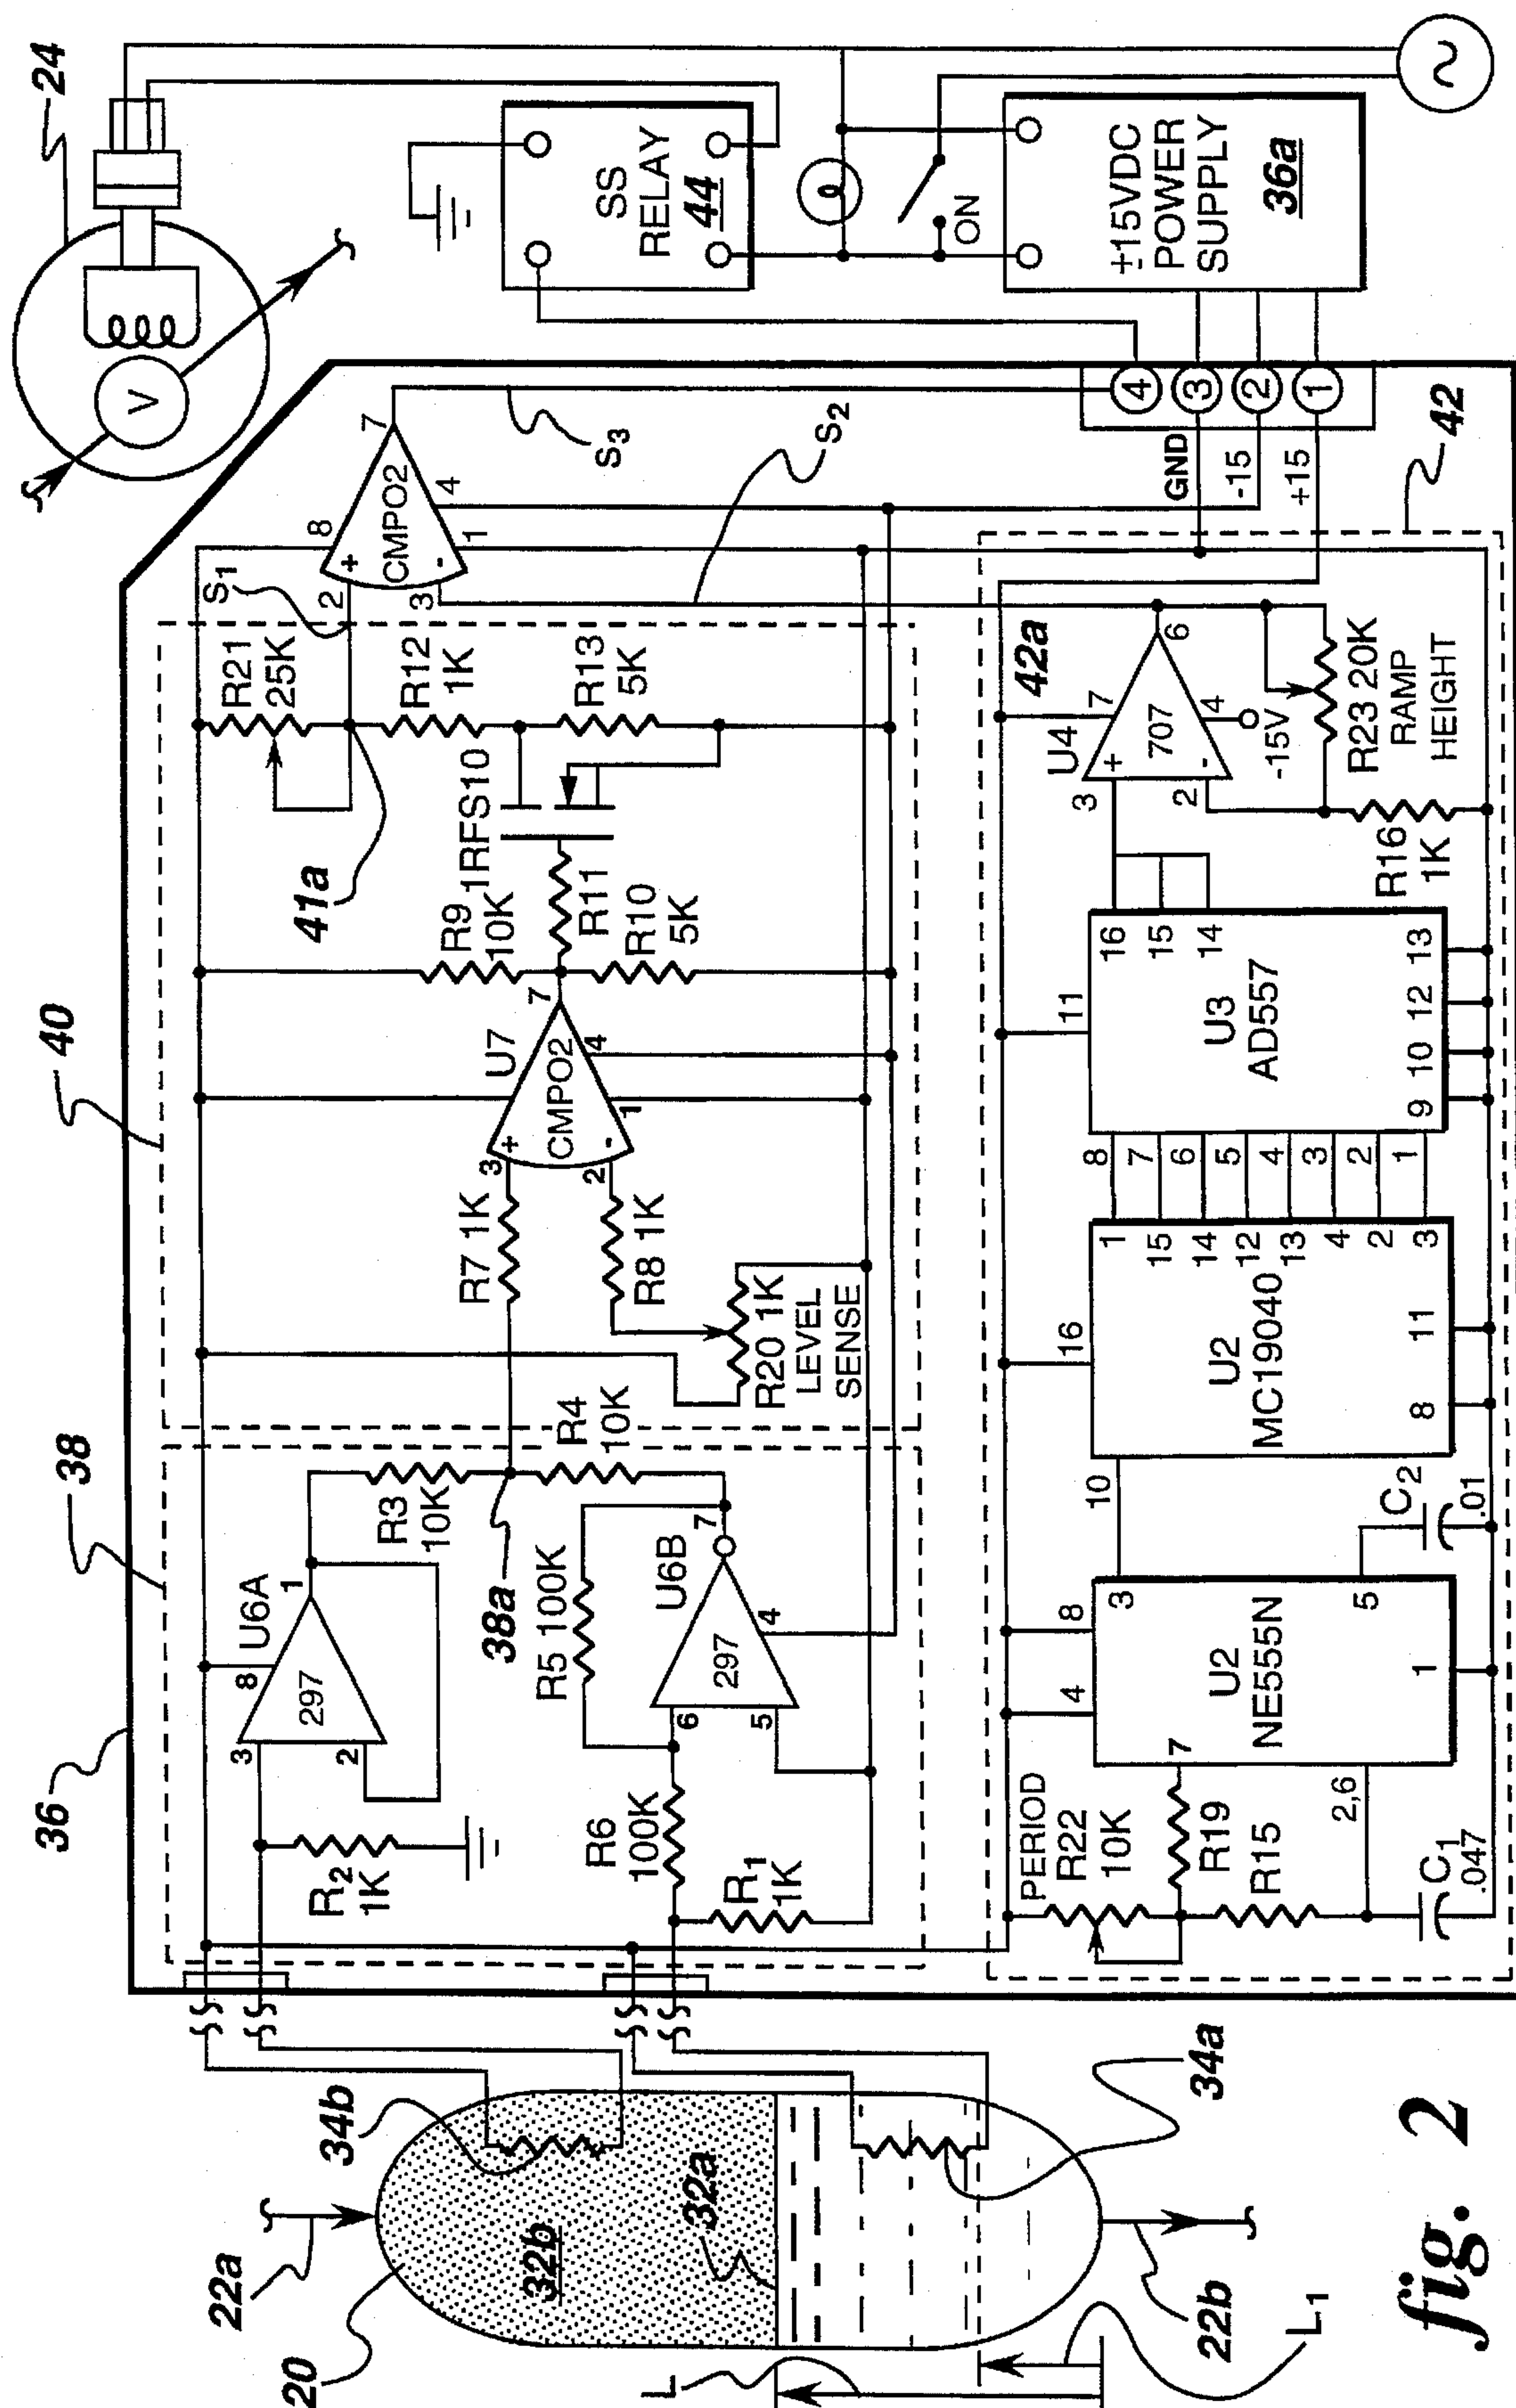 24
V
SS
RELAY
44
ON
±15VDC
POWER
SUPPLY
36a
36
38
40
42
S1
S2
S3
4
3
2
1
GND
-15
+15
8
U6A
1
297
3
2
R2
1K
R3
10K
38a
R4
10K
R5 100K
U6B
7
297
6
5
4
R6
100K
R1
1K
R7 1K
R8 1K
R20 1K
LEVEL
SENSE
U7
CMPO2
3
+
2
-
7
4
1
R9
10K
R10
5K
R11
1RFS10
41a
R21
25K
R12
1K
R13
5K
CMPO2
8
2
+
3
-
7
4
1
PERIOD
R22
10K
R19
R15
C1
.047
7
2,6
4
8
3
5
1
U2
NE555N
C2
.01
10
16
U2
MC19040
8
11
1
15
14
12
13
4
2
3
8
7
6
5
4
3
2
1
11
U3
AD557
9
10
12
13
16
15
14
42a
U4
707
3
+
2
-
7
6
4
-15V
R16
1K
R23 20K
RAMP
HEIGHT
22a
20
32b
32a
34b
34a
22b
L
L1
fig. 2